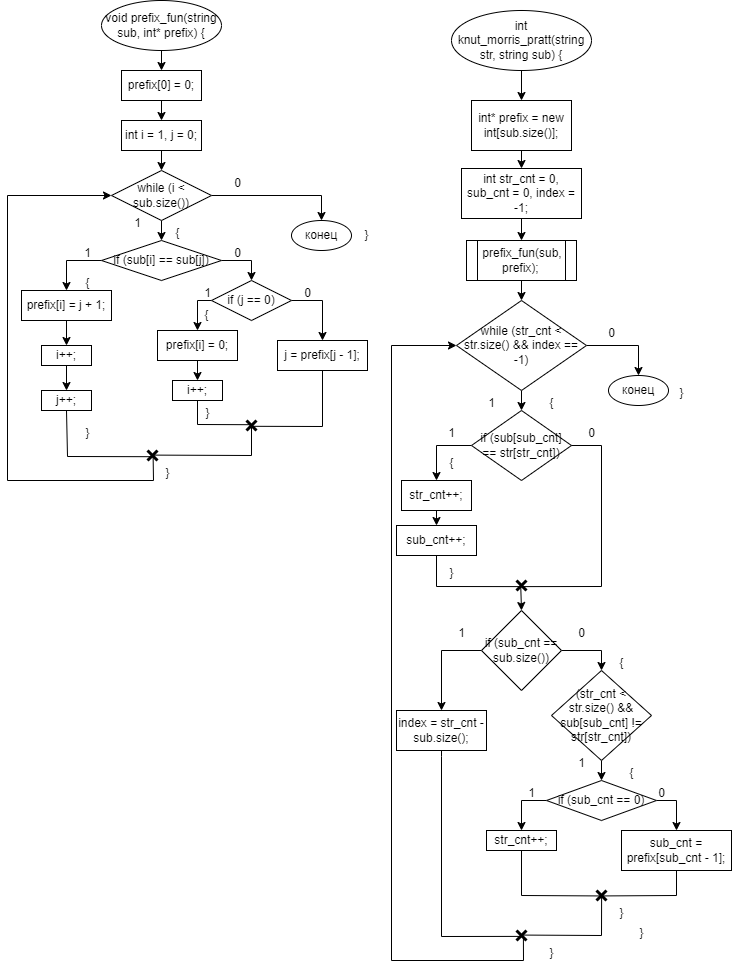 void prefix_fun(string
sub, int* prefix) {
prefix[0] = 0;
int i = 1, j = 0;
while (i <
sub.size())
0
1
{
конец
}
if (sub[i] == sub[j])
1
0
{
prefix[i] = j + 1;
i++;
j++;
}
if (j == 0)
1
0
{
prefix[i] = 0;
i++;
}
j = prefix[j - 1];
}
int
knut_morris_pratt(string
str, string sub) {
int* prefix = new
int[sub.size()];
int str_cnt = 0,
sub_cnt = 0, index =
-1;
prefix_fun(sub,
prefix);
while (str_cnt <
str.size() && index ==
-1)
0
конец
}
1
{
if (sub[sub_cnt]
== str[str_cnt])
1
0
{
str_cnt++;
sub_cnt++;
}
if (sub_cnt ==
sub.size())
1
0
index = str_cnt -
sub.size();
{
(str_cnt <
str.size() &&
sub[sub_cnt] !=
str[str_cnt])
1
{
if (sub_cnt == 0)
1
0
str_cnt++;
sub_cnt =
prefix[sub_cnt - 1];
}
}
}